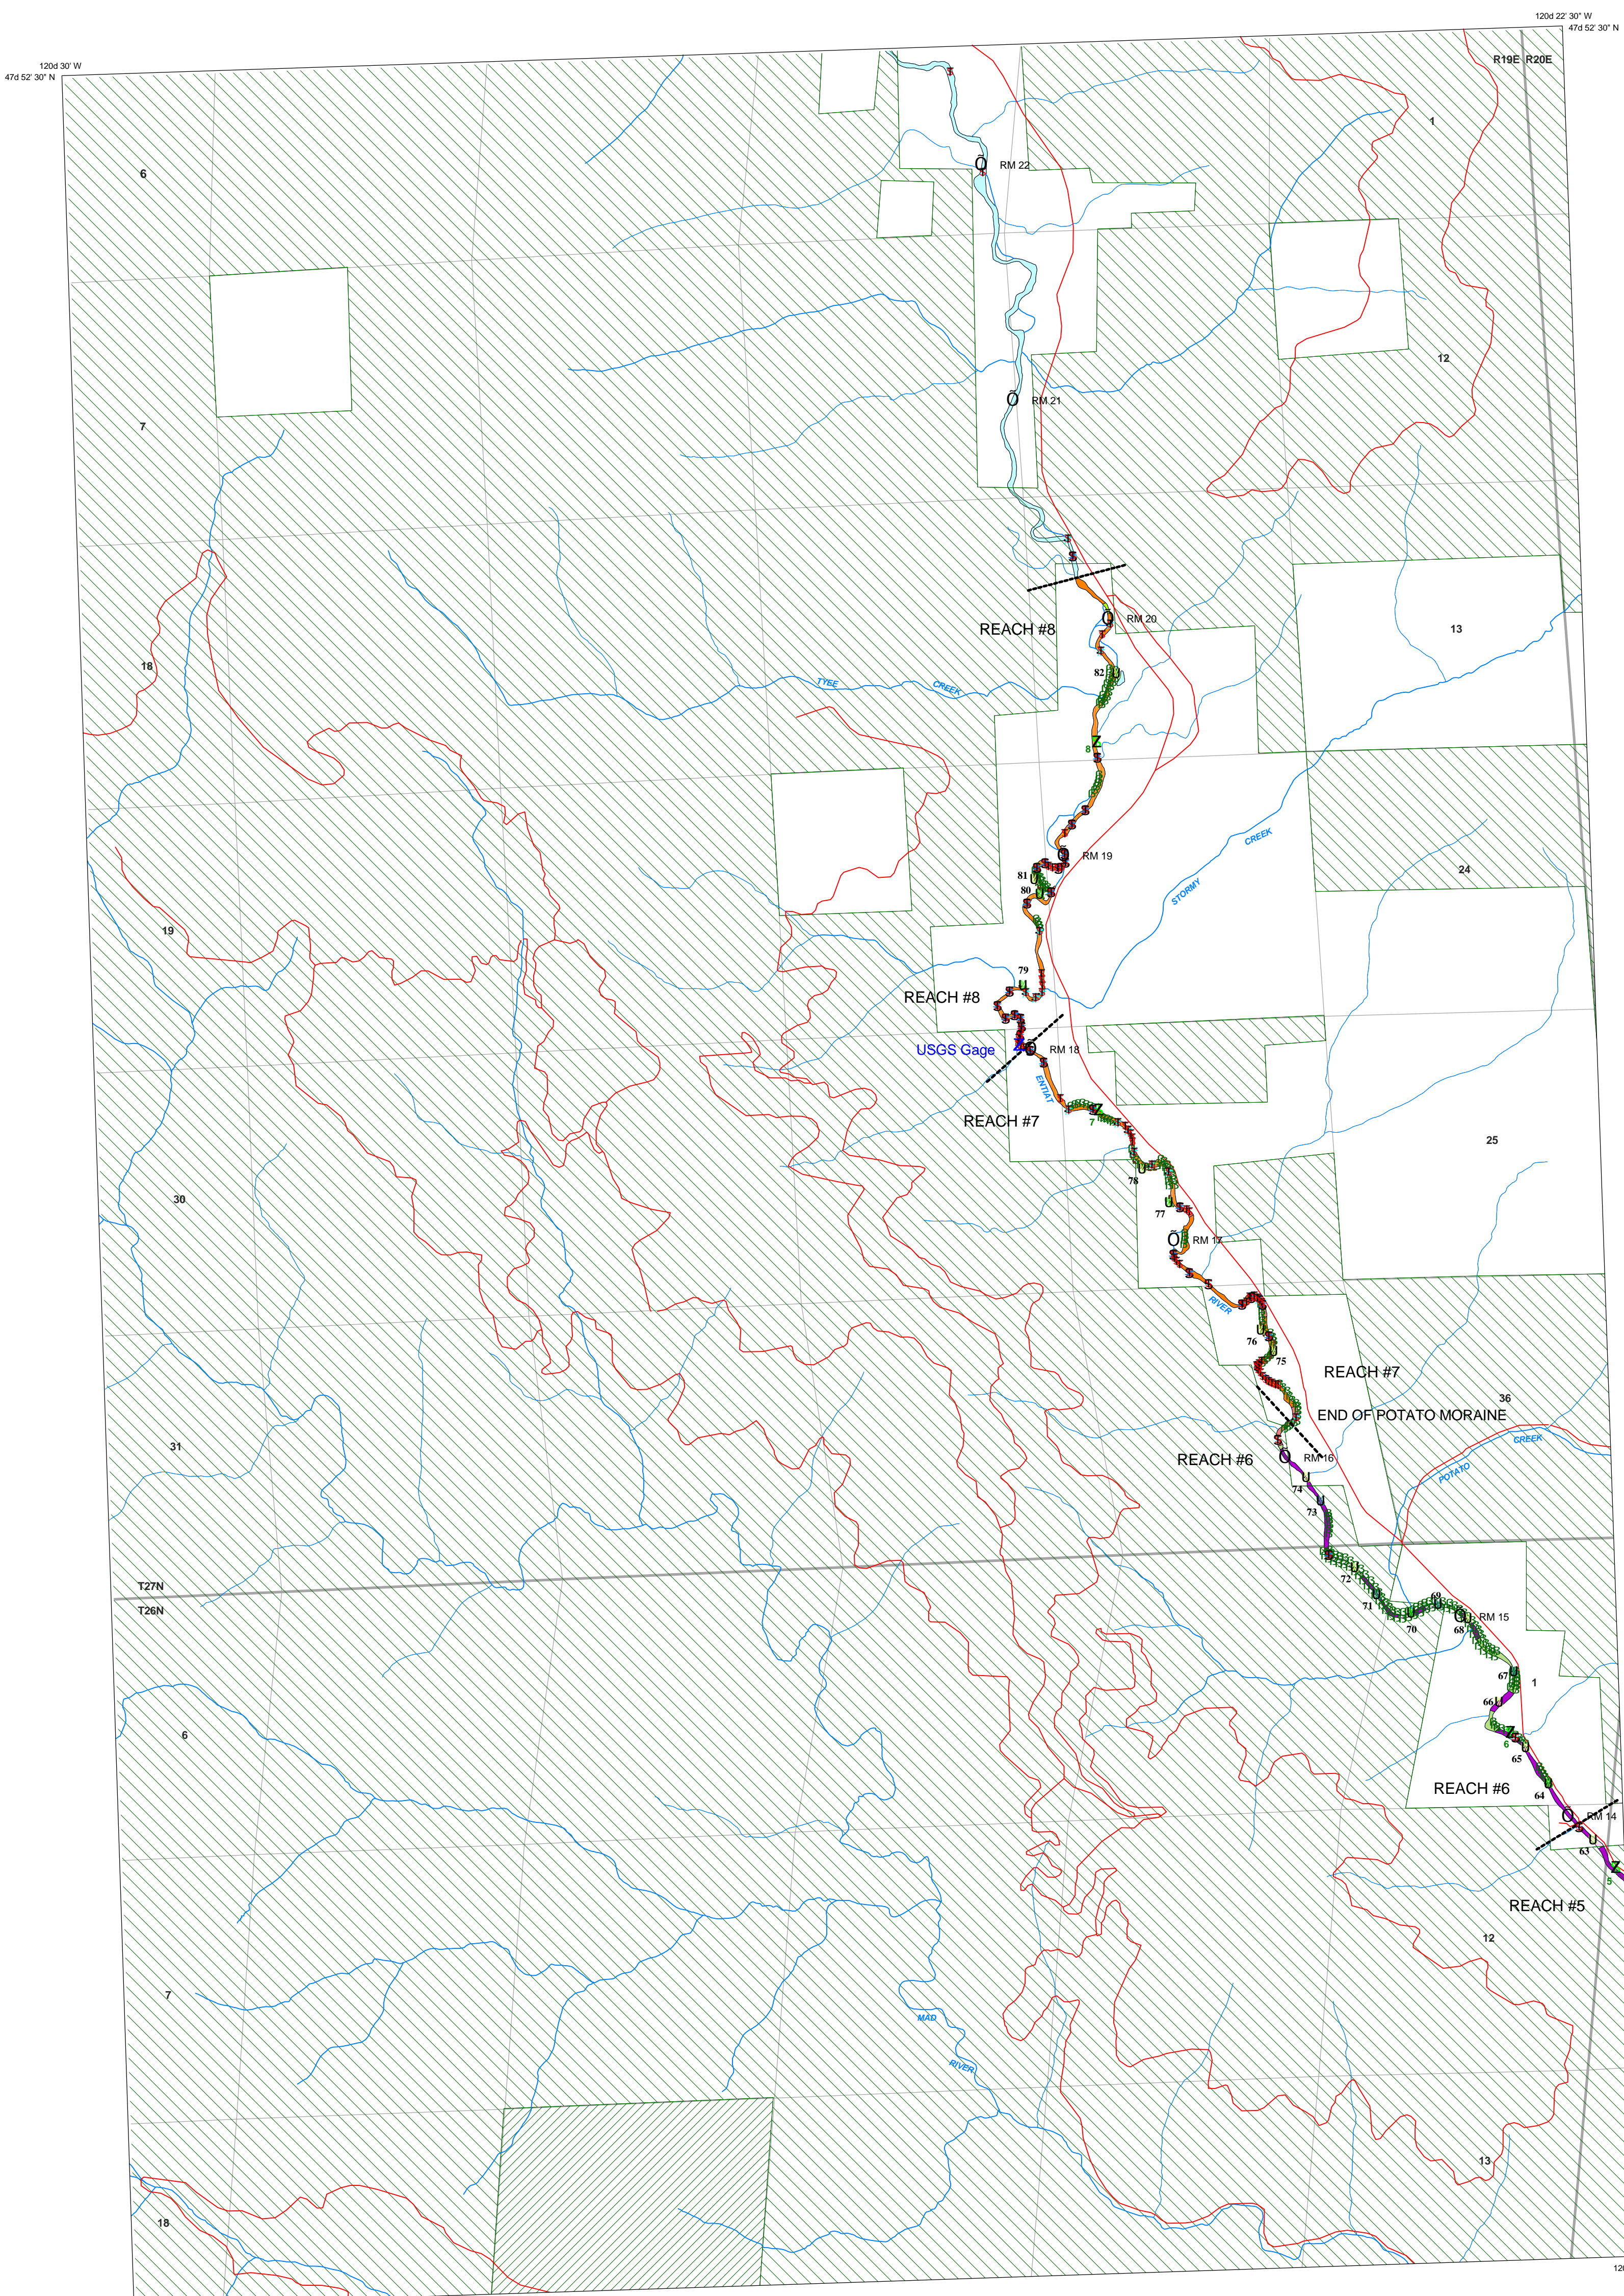 120d 22' 30" W
47d 52' 30" N
120d 30' W
47d 52' 30" N
R19E R20E
1
6
Õ RM 22
12
Õ RM 21
7
REACH #8
Õ RM 20
13
18
82 U
TYEE CREEK
Z
8
CREEK
STORMY
Õ RM 19
24
81 U
80 U
19
79
U
REACH #8
USGS Gage
Õ RM 18
ENTIAT
REACH #7
Z
7
25
U
78
30
U
77
Õ RM 17
RIVER
U
76
U
75
REACH #7
36
END OF POTATO MORAINE
CREEK
POTATO
31
REACH #6
Õ RM 16
U
74
U
73
U
72
T27N
T26N
U
71
69
U
U
70
Õ U RM 15
68
U
67
1
66 U
6
Z
6
U
65
REACH #6
U
64
Õ RM 14
S
U
63
Z
5
REACH #5
12
7
MAD
RIVER
13
18